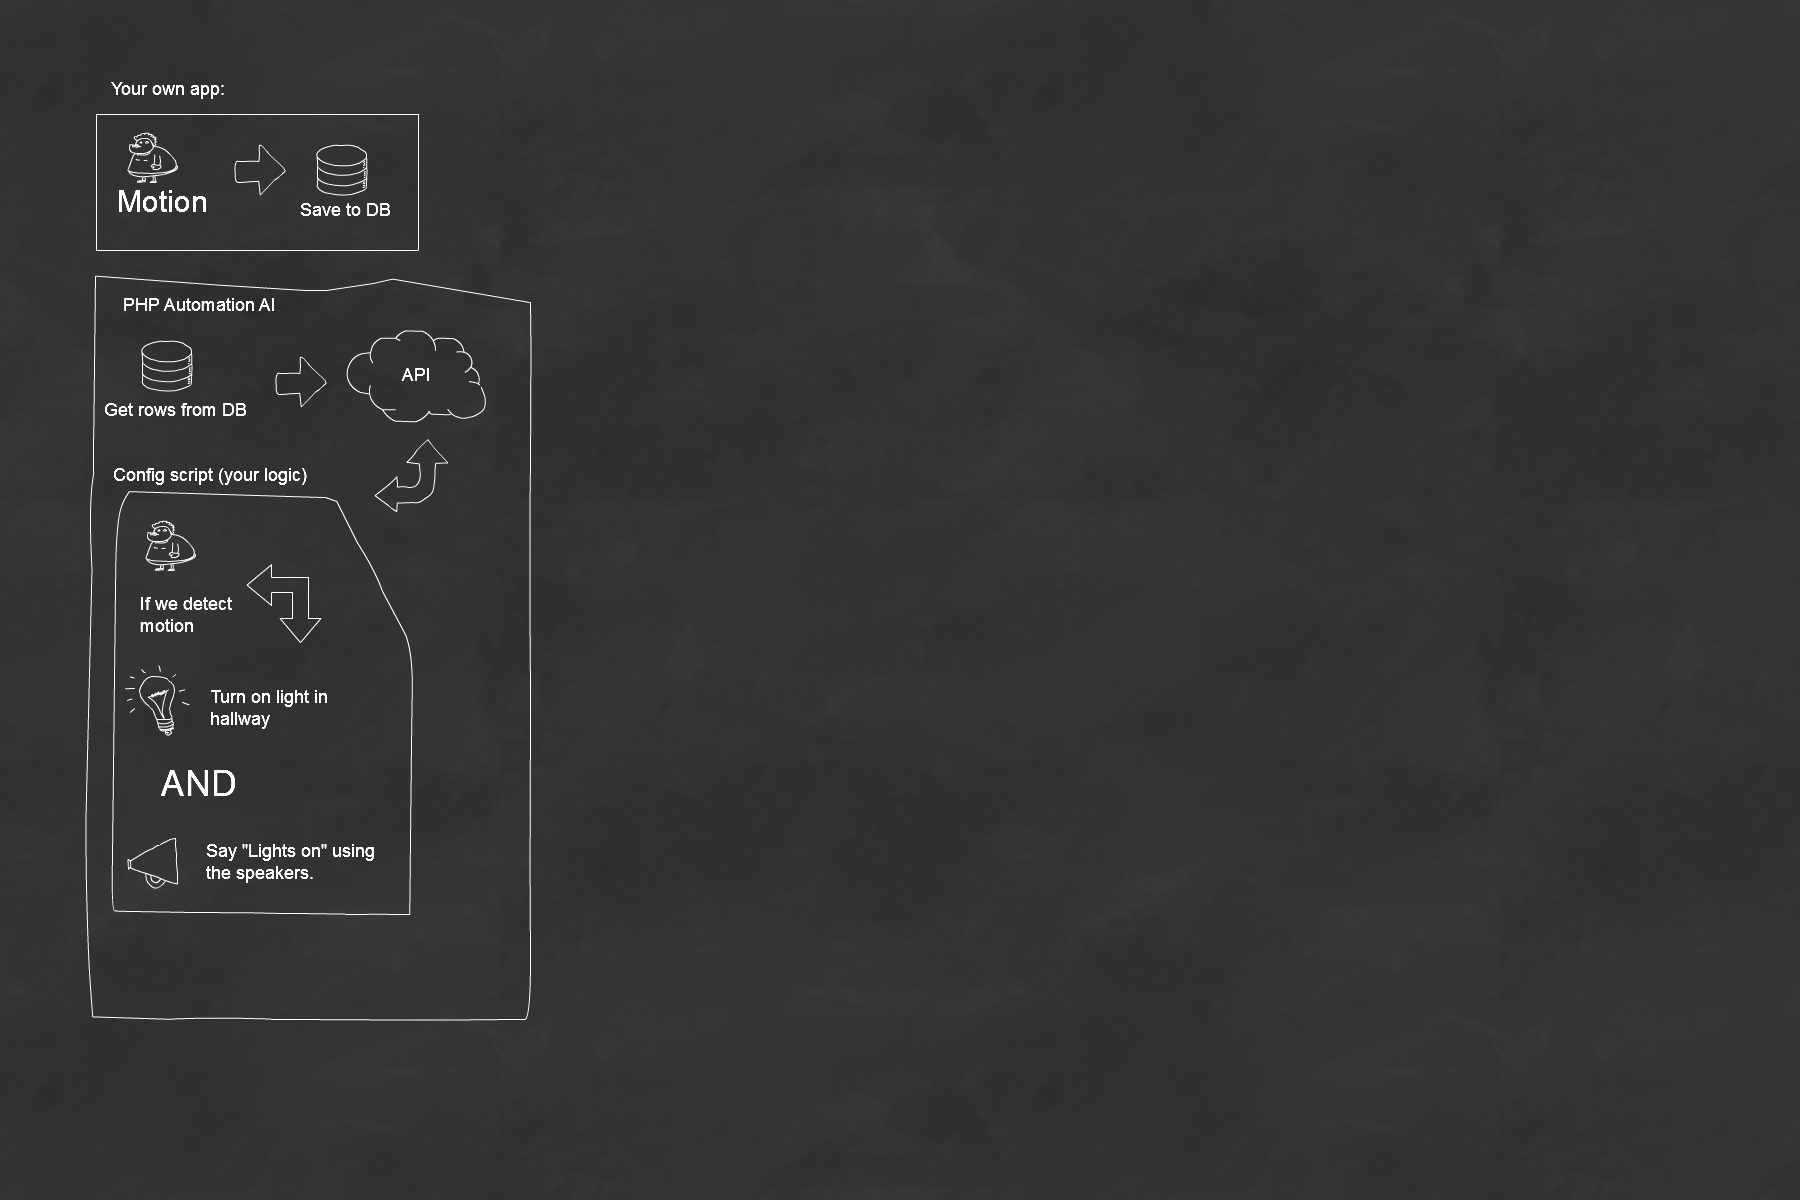 Your own app:
Motion
Save to DB
PHP Automation AI
API
Get rows from DB
Config script (your logic)
If we detect
motion
Turn on light in
hallway
AND
Say "Lights on" using
the speakers.